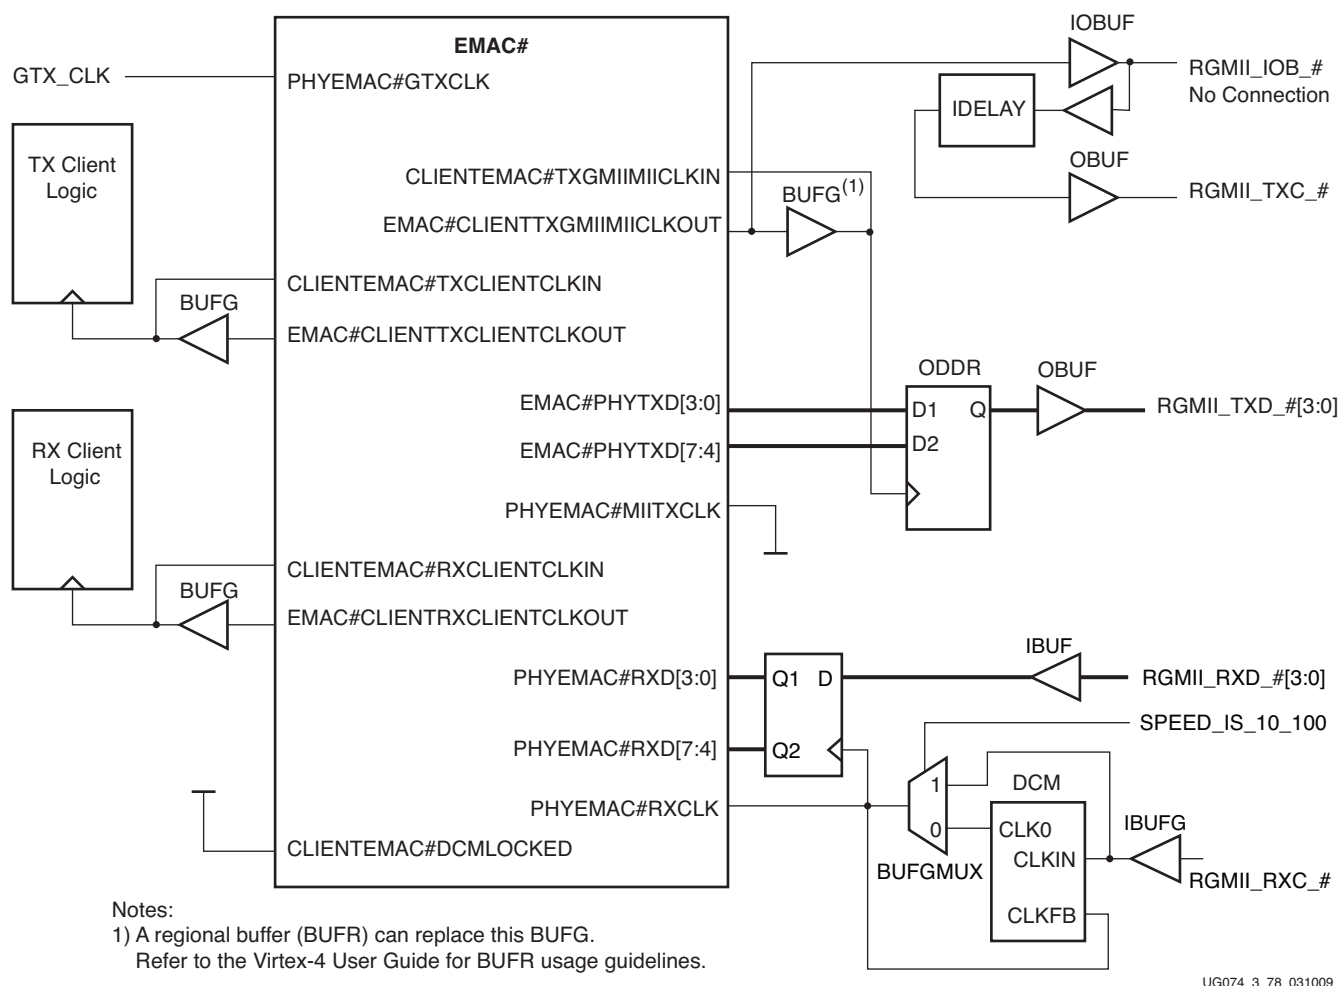 IOBUF
EMAC#
GTX_CLK
PHYEMAC#GTXCLK
RGMII_IOB_#
No Connection
IDELAY
TX Client
Logic
OBUF
CLIENTEMAC#TXGMIIMIICLKIN
BUFG(1)
RGMII_TXC_#
EMAC#CLIENTTXGMIIMIICLKOUT
CLIENTEMAC#TXCLIENTCLKIN
BUFG
EMAC#CLIENTTXCLIENTCLKOUT
ODDR
OBUF
EMAC#PHYTXD[3:0]
D1
Q
RGMII_TXD_#[3:0]
EMAC#PHYTXD[7:4]
D2
RX Client
Logic
PHYEMAC#MIITXCLK
CLIENTEMAC#RXCLIENTCLKIN
BUFG
EMAC#CLIENTRXCLIENTCLKOUT
IBUF
PHYEMAC#RXD[3:0]
Q1
D
RGMII_RXD_#[3:0]
SPEED_IS_10_100
PHYEMAC#RXD[7:4]
Q2
1
DCM
PHYEMAC#RXCLK
0
CLK0
IBUFG
CLKIN
CLIENTEMAC#DCMLOCKED
BUFGMUX
RGMII_RXC_#
CLKFB
Notes:
1) A regional buffer (BUFR) can replace this BUFG.
Refer to the Virtex-4 User Guide for BUFR usage guidelines.
UG074_3_78_031009